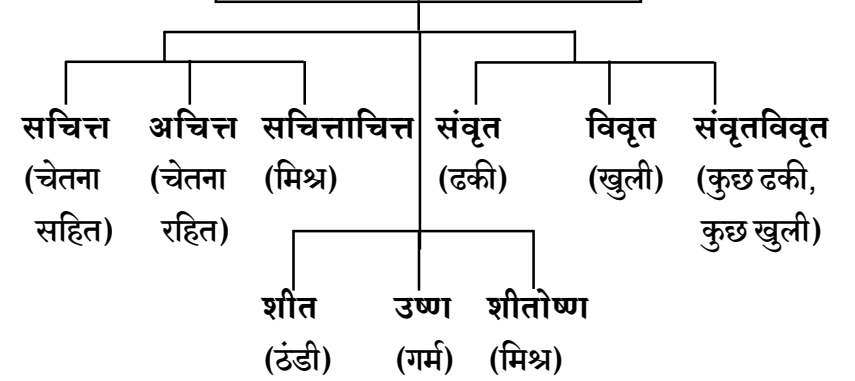 सचित्त अचित्त सचित्ताचित्त संवृत विवृत संवृतविवृत
(चेतना (चेतना (मिश्र) (ढकी) (खुली) (कुछ ढकी,
सहित) रहित) कुछ खुली)
शीत उष्ण शीतोष्ण
(ठंडी) (गर्म) (मिश्र)